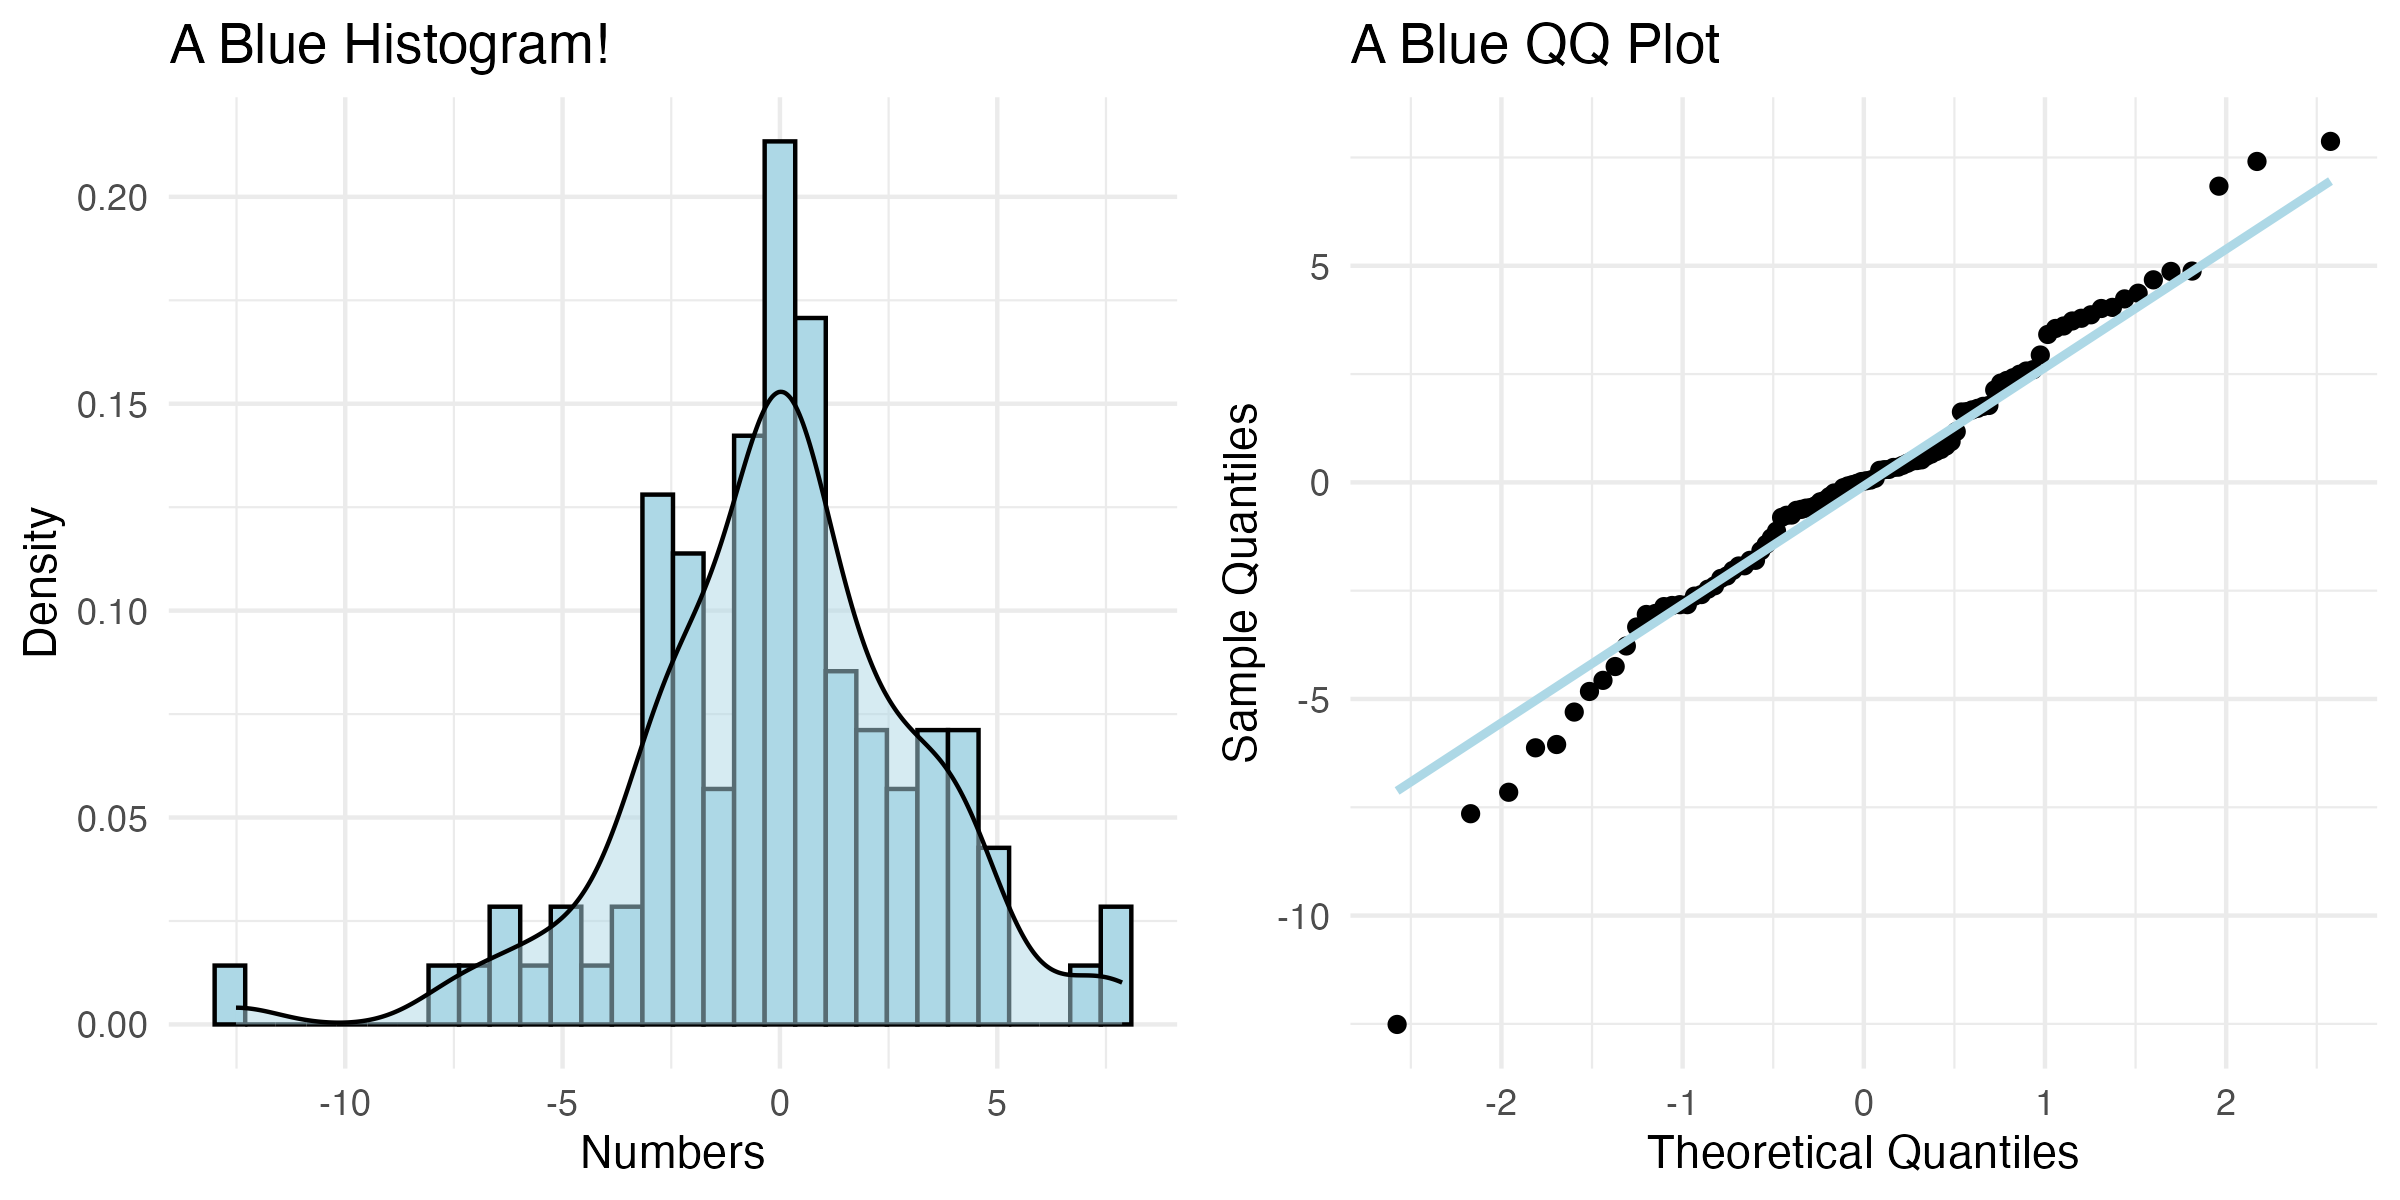 A Blue Histogram!
Density
0.20
0.15
0.10
0.05
0.00
-10 -5 0 5
Numbers
A Blue QQ Plot
Sample Quantiles
5
0
-5
-10
-2 -1 0 1 2
Theoretical Quantiles